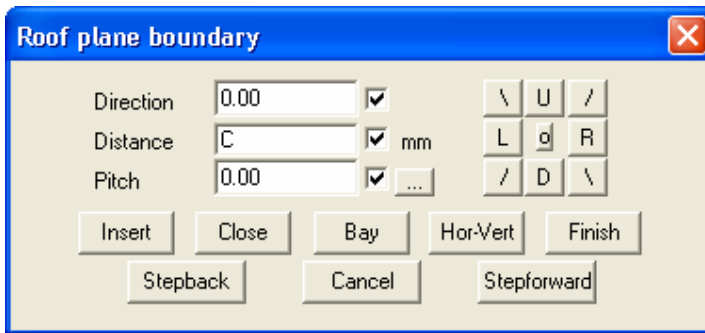 Roof plane boundary
Direction 0.00 \ U /
Distance C mm L o R
Pitch 0.00 ... / D \
Insert Close Bay Hor-Vert Finish
Stepback Cancel Stepforward